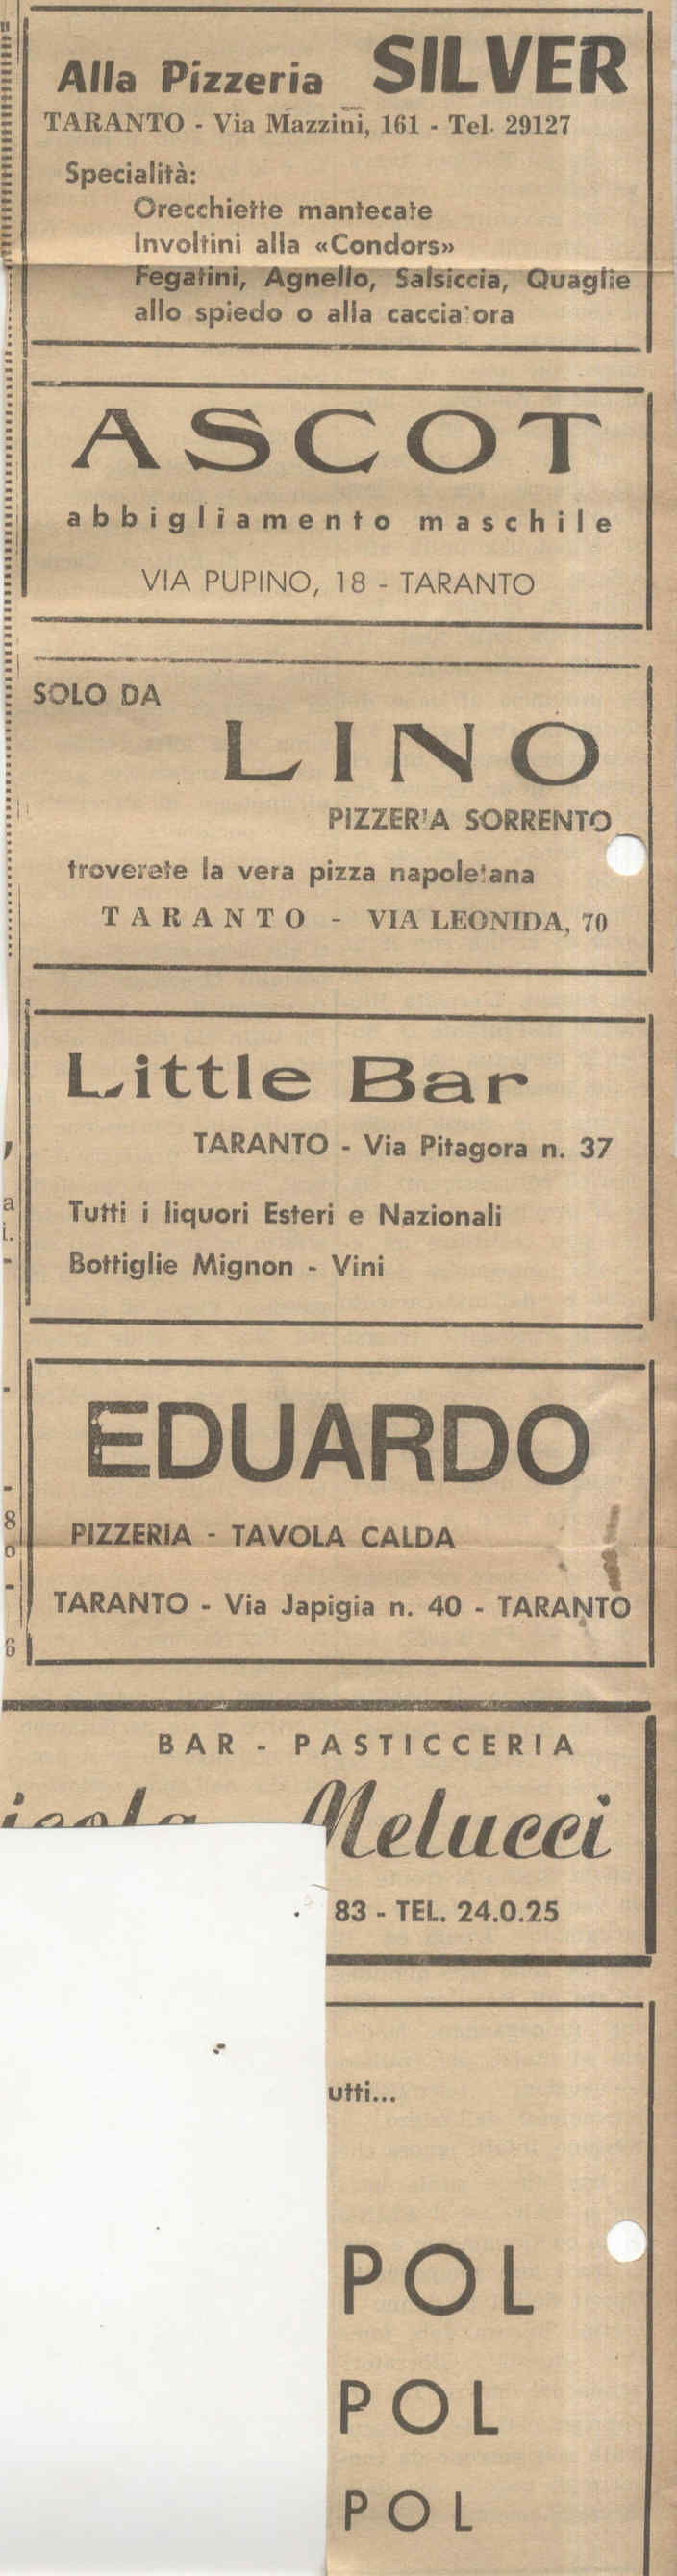 Alla Pizzeria SILVER
TARANTO - Via Mazzini, 161 - Tel. 29127
Specialità:
Orecchiette mantecate
Involtini alla «Condors»
Fegatini, Agnello, Salsiccia, Quaglie
allo spiedo o alla cacciatora
ASCOT
abbigliamento maschile
VIA PUPINO, 18 - TARANTO
SOLO DA
LINO
PIZZERIA SORRENTO
troverete la vera pizza napoletana
TARANTO - VIA LEONIDA, 70
Little Bar
TARANTO - Via Pitagora n. 37
Tutti i liquori Esteri e Nazionali
Bottiglie Mignon - Vini
EDUARDO
PIZZERIA - TAVOLA CALDA
TARANTO - Via Japigia n. 40 - TARANTO
BAR - PASTICCERIA
Melucci
83 - TEL. 24.0.25
utti...
POL
POL
POL